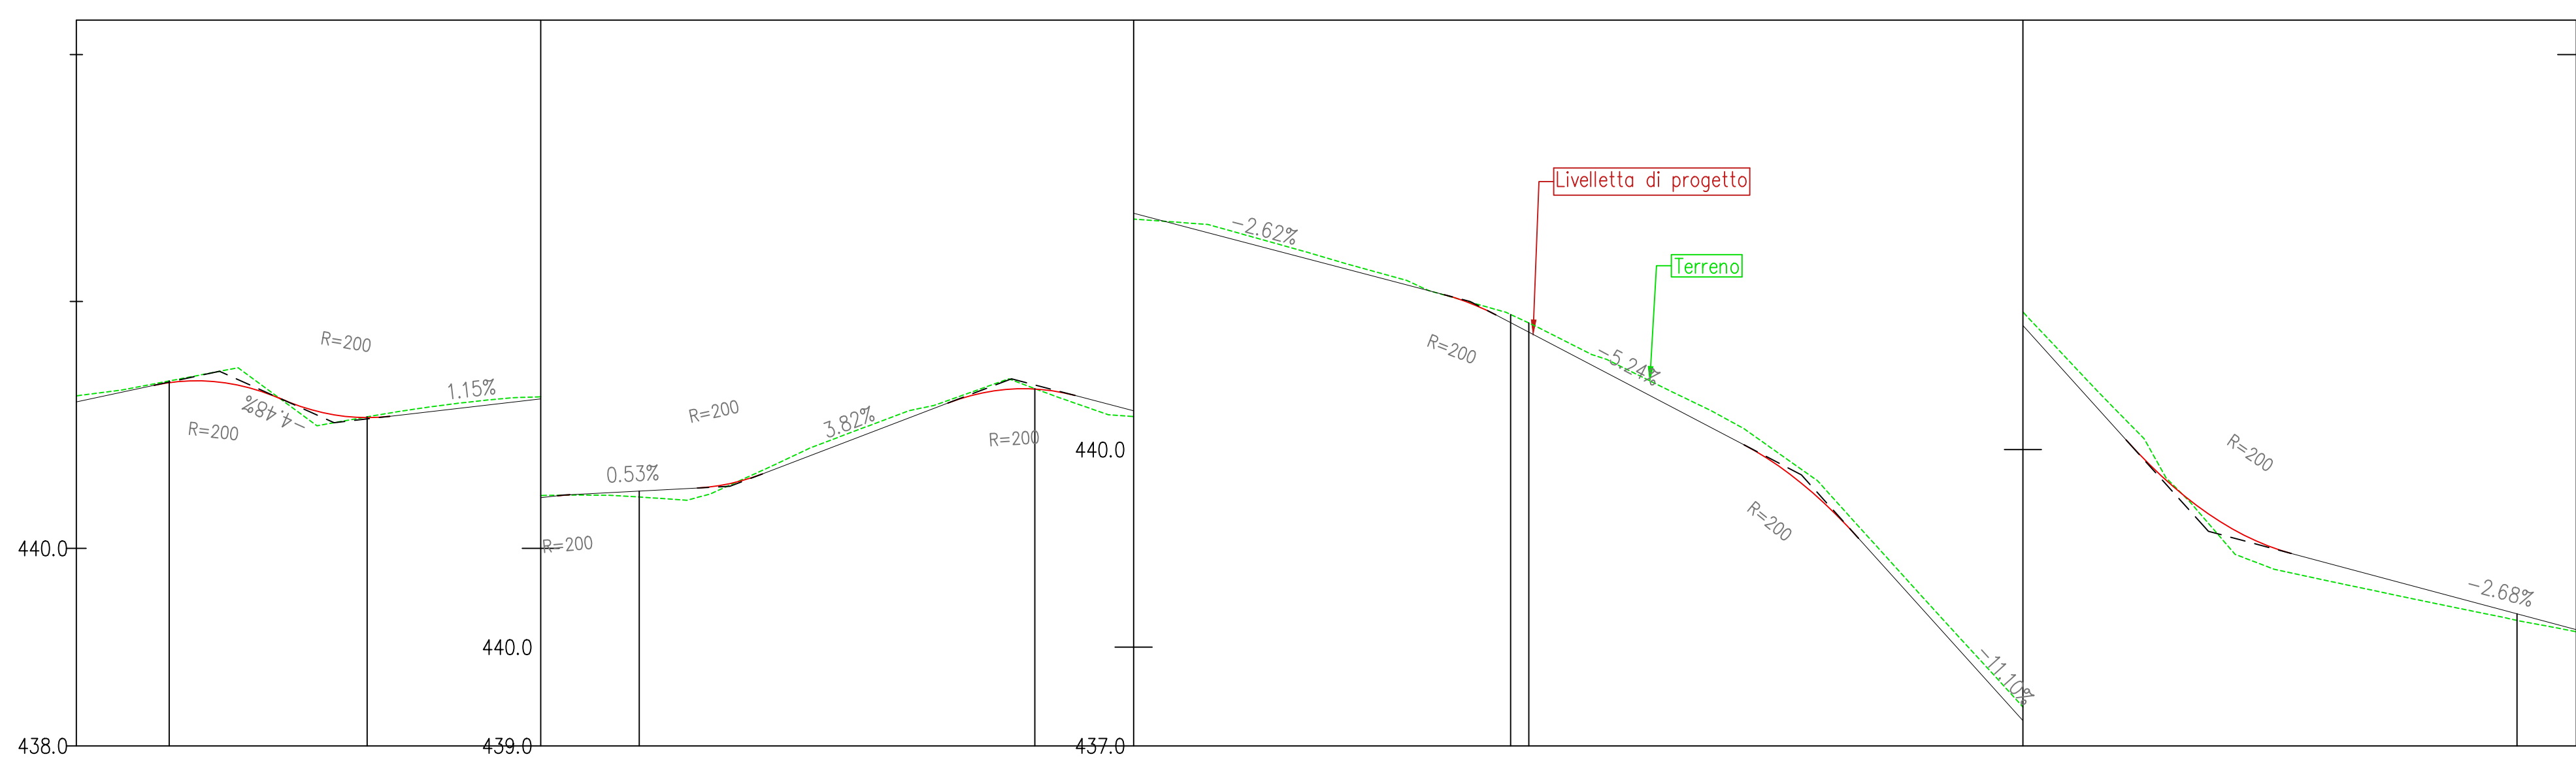 Livelletta di progetto
−2.62%
Terreno
R=200
R=200
−5.24%
1.15%
−4.48%
R=200
R=200
3.82%
R=200
R=200
440.0
0.53%
R=200
R=200
440.0
R=200
−2.68%
440.0
−11.10%
438.0
439.0
437.0